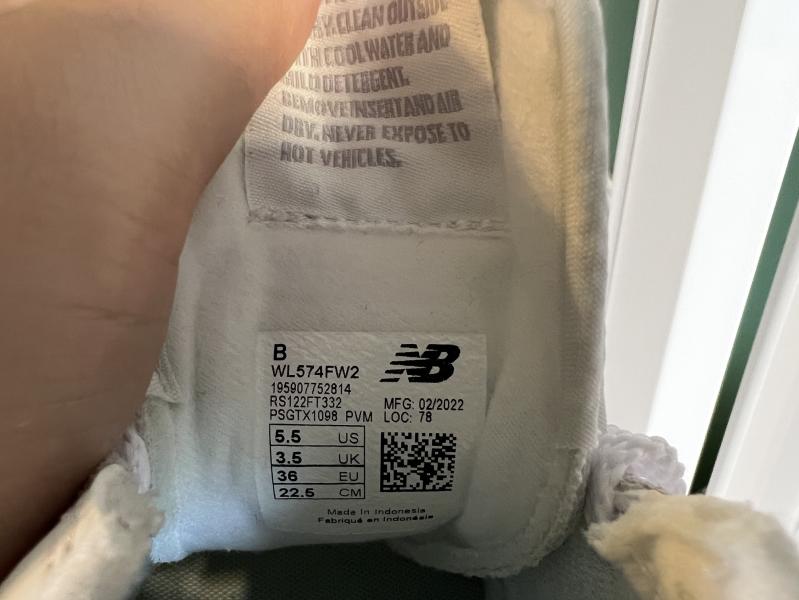 CLEAN OUTSIDE
WITH COOL WATER AND
MILD DETERGENT.
REMOVE INSERT AND AIR
DRY. NEVER EXPOSE TO
HOT VEHICLES.
B
WL574FW2
195907752814
RS122FT332
PSGTX1098 PVM
NB
MFG: 02/2022
LOC: 78
5.5 US
3.5 UK
36 EU
22.5 CM
Made in Indonesia
Fabriqué en Indonésie